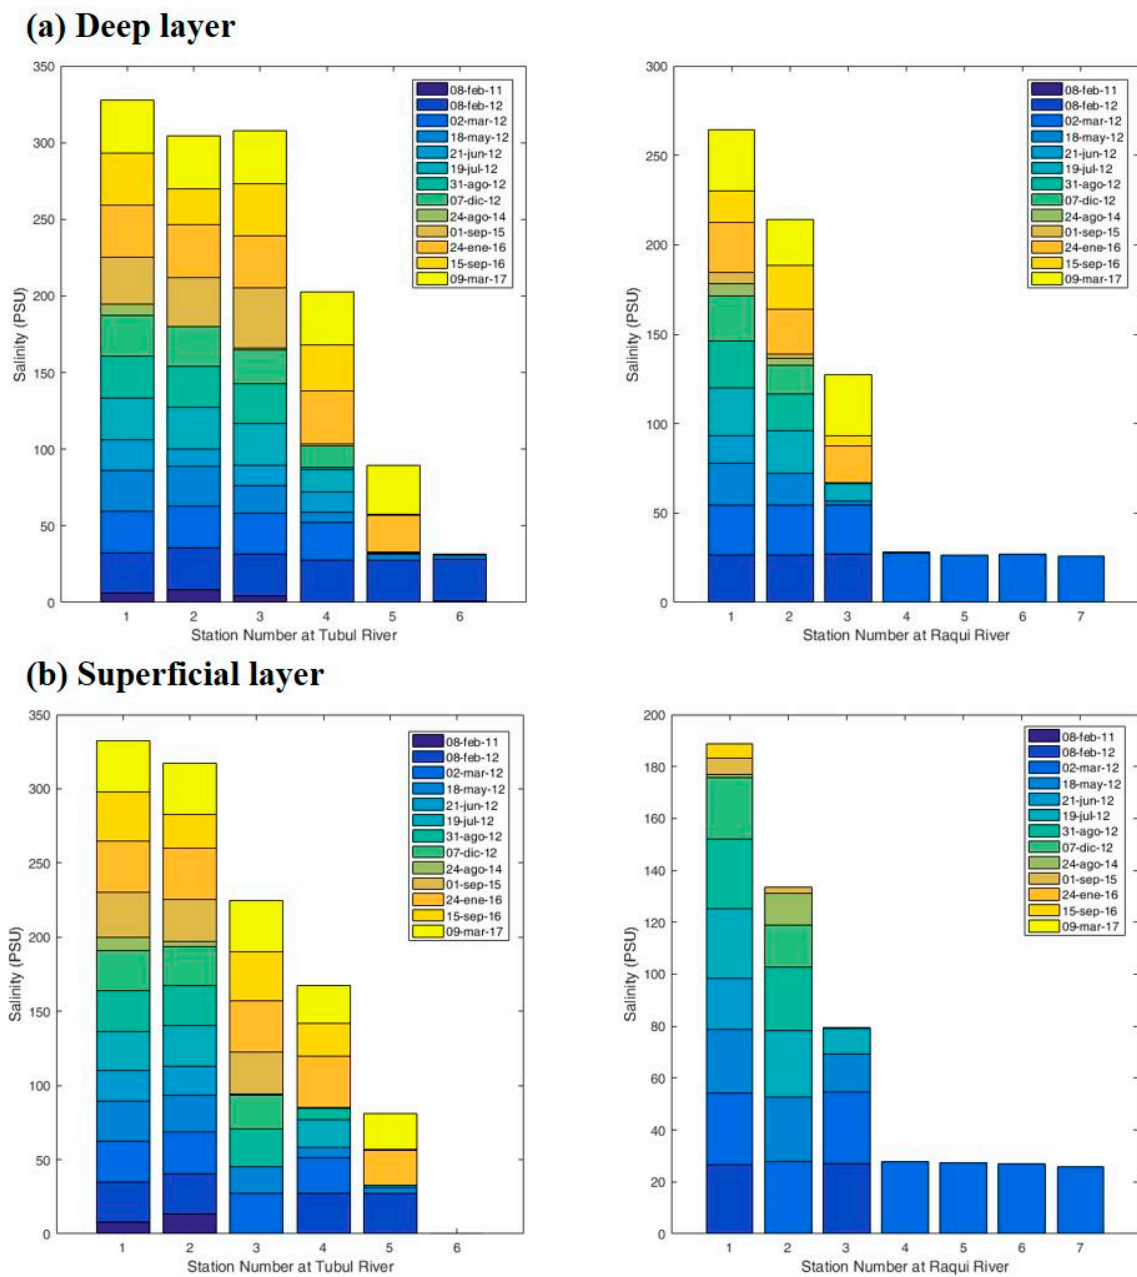 (a) Deep layer
350
300
250
200
150
100
50
0
Salinity (PSU)
1 2 3 4 5 6
Station Number at Tubul River
08-feb-11
08-feb-12
02-mar-12
18-may-12
21-jun-12
19-jul-12
31-ago-12
07-dic-12
24-ago-14
01-sep-15
24-ene-16
15-sep-16
09-mar-17
300
250
200
150
100
50
0
Salinity (PSU)
1 2 3 4 5 6 7
Station Number at Raqui River
08-feb-11
08-feb-12
02-mar-12
18-may-12
21-jun-12
19-jul-12
31-ago-12
07-dic-12
24-ago-14
01-sep-15
24-ene-16
15-sep-16
09-mar-17
(b) Superficial layer
350
300
250
200
150
100
50
0
Salinity (PSU)
1 2 3 4 5 6
Station Number at Tubul River
08-feb-11
08-feb-12
02-mar-12
18-may-12
21-jun-12
19-jul-12
31-ago-12
07-dic-12
24-ago-14
01-sep-15
24-ene-16
15-sep-16
09-mar-17
200
180
160
140
120
100
80
60
40
20
0
Salinity (PSU)
1 2 3 4 5 6 7
Station Number at Raqui River
08-feb-11
08-feb-12
02-mar-12
18-may-12
21-jun-12
19-jul-12
31-ago-12
07-dic-12
24-ago-14
01-sep-15
24-ene-16
15-sep-16
09-mar-17